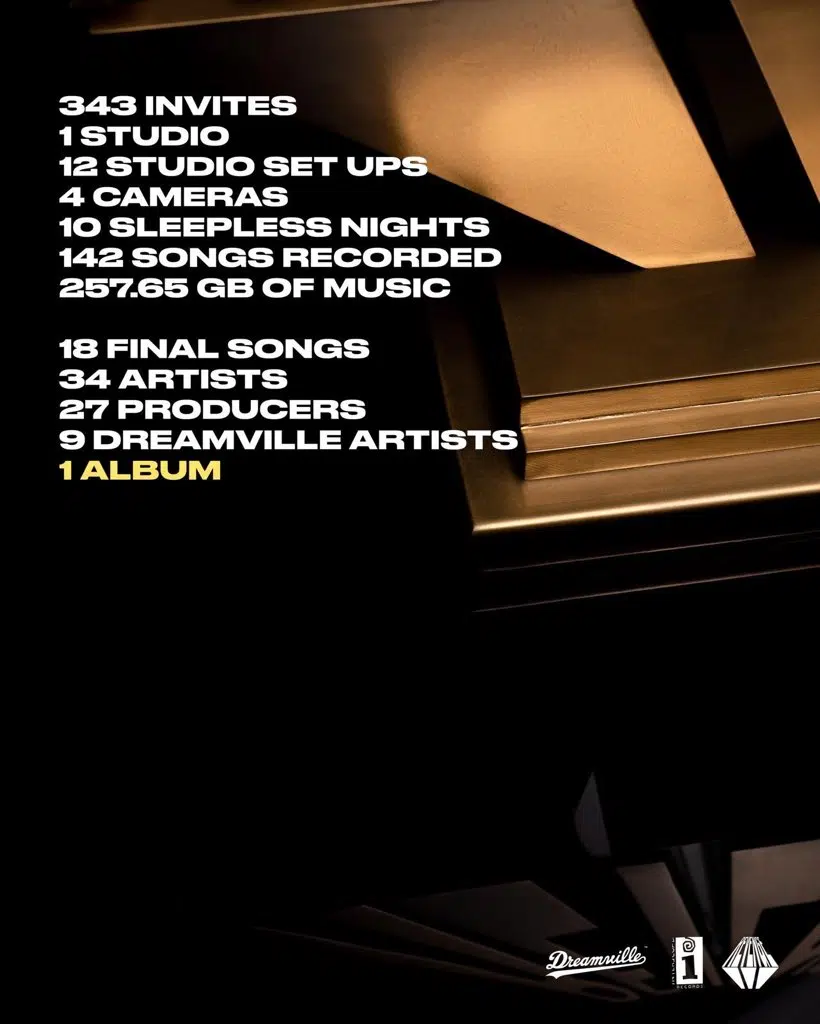 343 INVITES
1 STUDIO
12 STUDIO SET UPS
4 CAMERAS
10 SLEEPLESS NIGHTS
142 SONGS RECORDED
257.65 GB OF MUSIC
18 FINAL SONGS
34 ARTISTS
27 PRODUCERS
9 DREAMVILLE ARTISTS
1 ALBUM
Dreamville
i
RECORDS